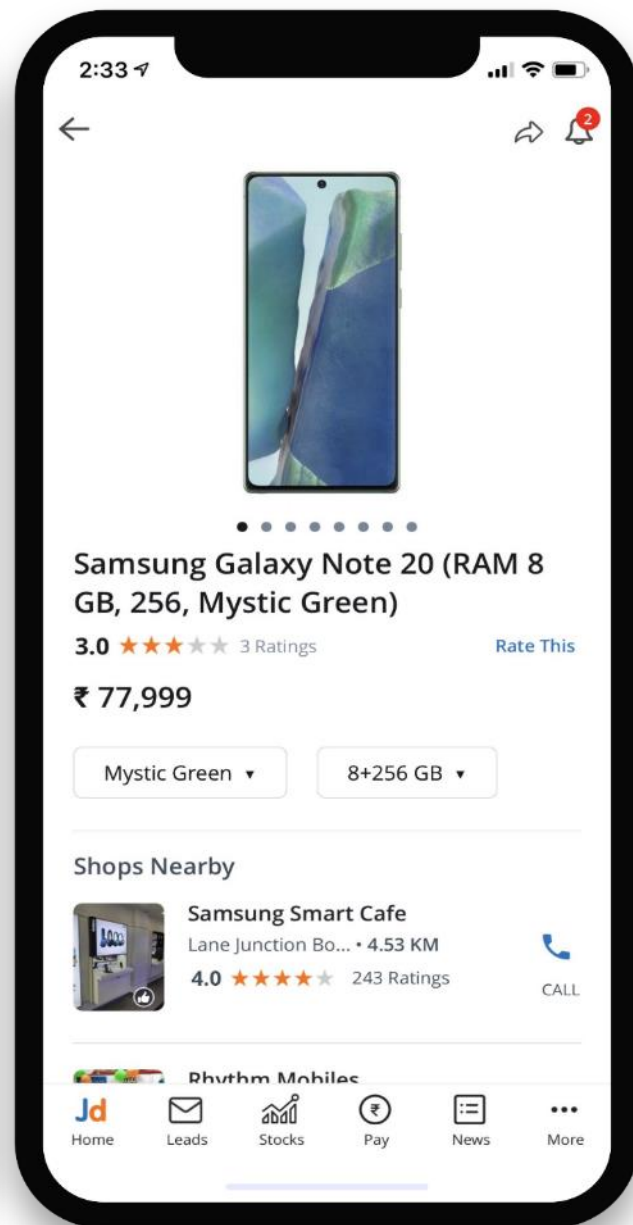 2:33
2
Samsung Galaxy Note 20 (RAM 8
GB, 256, Mystic Green)
3.0 3 Ratings Rate This
₹ 77,999
Mystic Green ▾ 8+256 GB ▾
Shops Nearby
Samsung Smart Cafe
Lane Junction Bo... • 4.53 KM
4.0 243 Ratings
CALL
Rhythm Mobiles
Jd
Home Leads Stocks Pay News More